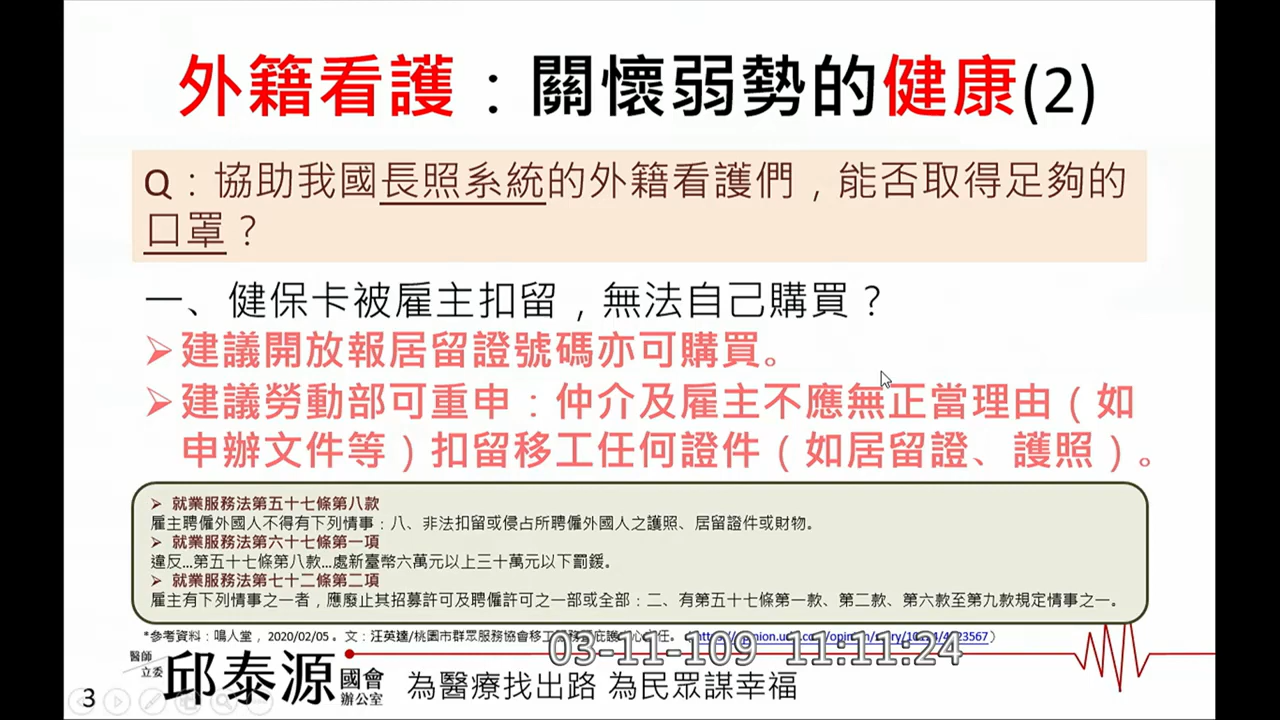 外籍看護：關懷弱勢的健康(2)
Q：協助我國長照系統的外籍看護們，能否取得足夠的
口罩？
一、健保卡被雇主扣留，無法自己購買？
➢ 建議開放報居留證號碼亦可購買。
➢ 建議勞動部可重申：仲介及雇主不應無正當理由（如
申辦文件等）扣留移工任何證件（如居留證、護照）。
➢ 就業服務法第五十七條第八款
雇主聘僱外國人不得有下列情事：八、非法扣留或侵占所聘僱外國人之護照、居留證件或財物。
➢ 就業服務法第六十七條第一項
違反...第五十七條第八款...處新臺幣六萬元以上三十萬元以下罰鍰。
➢ 就業服務法第七十二條第二項
雇主有下列情事之一者，應廢止其招募許可及聘僱許可之一部或全部：二、有第五十七條第一款、第二款、第六款至第九款規定情事之一。
*參考資料：鳴人堂，2020/02/05。文：汪英達/桃園市群眾服務協會移工
03-11-109 11:11:24
醫師
立委
邱泰源
國會
辦公室
為醫療找出路 為民眾謀幸福
3